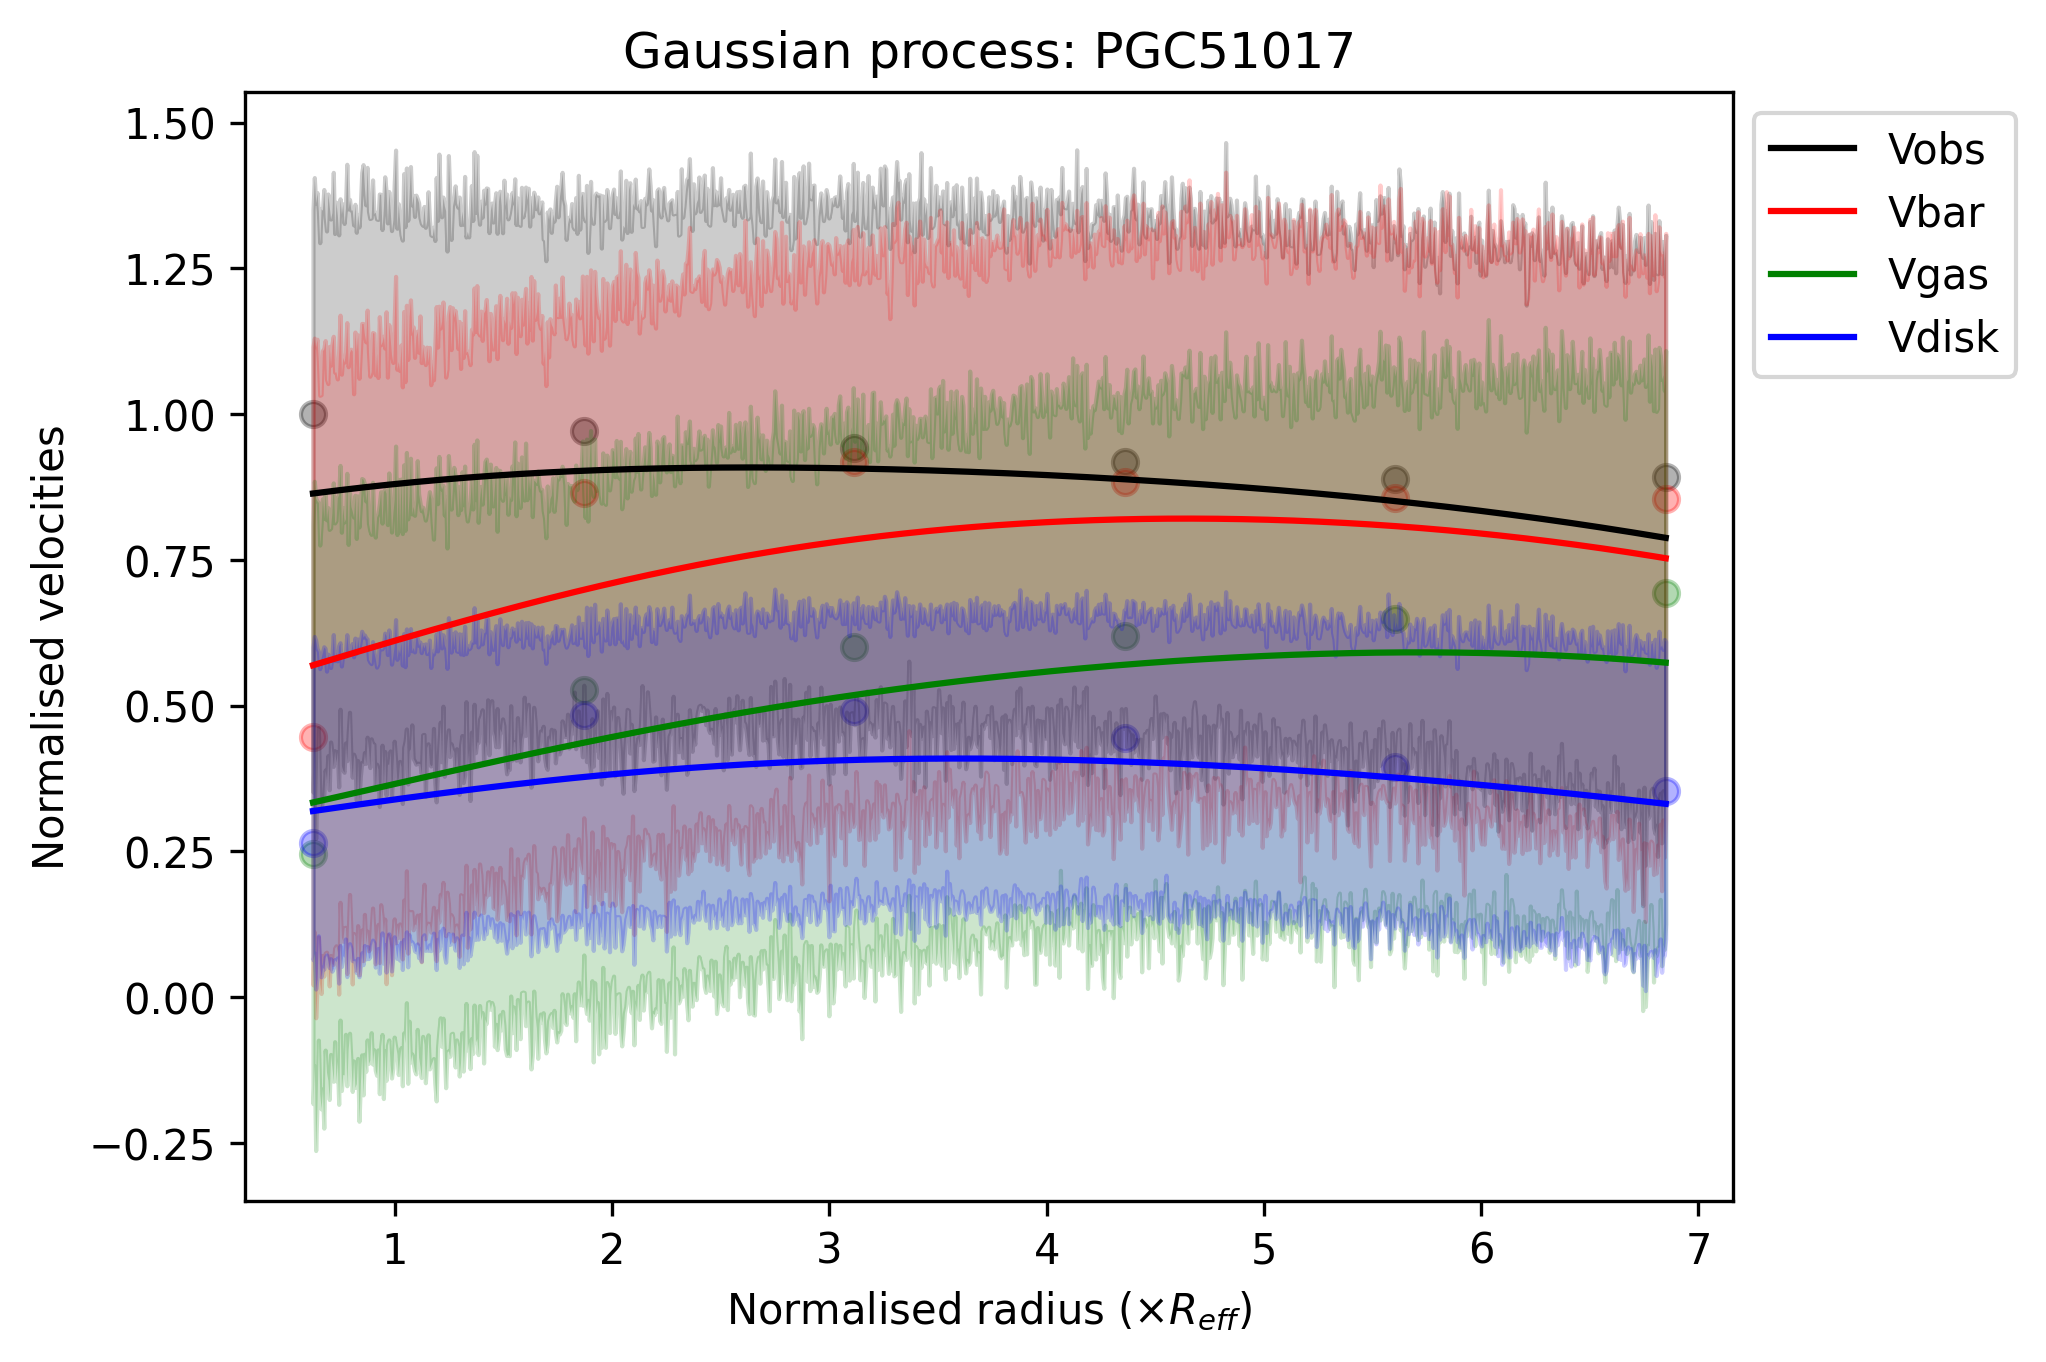 Gaussian process: PGC51017
1.50
1.25
1.00
0.75
0.50
0.25
0.00
−0.25
Normalised velocities
1 2 3 4 5 6 7
Normalised radius (×R_eff)
Vobs
Vbar
Vgas
Vdisk